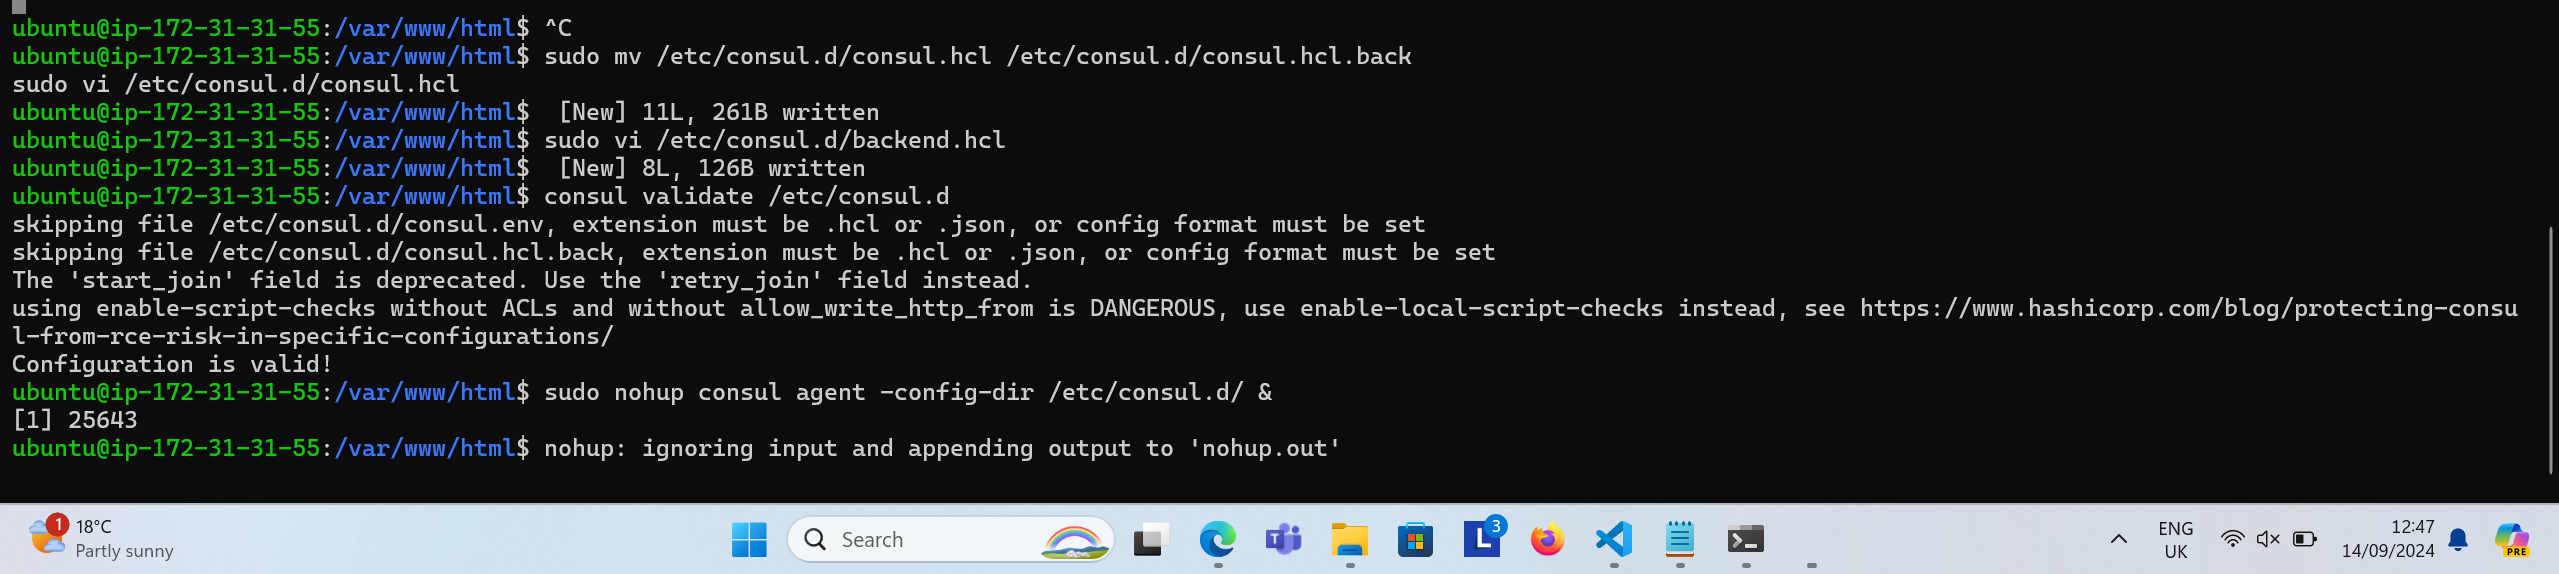 ubuntu@ip-172-31-31-55:/var/www/html$ ^C
ubuntu@ip-172-31-31-55:/var/www/html$ sudo mv /etc/consul.d/consul.hcl /etc/consul.d/consul.hcl.back
sudo vi /etc/consul.d/consul.hcl
ubuntu@ip-172-31-31-55:/var/www/html$  [New] 11L, 261B written
ubuntu@ip-172-31-31-55:/var/www/html$ sudo vi /etc/consul.d/backend.hcl
ubuntu@ip-172-31-31-55:/var/www/html$  [New] 8L, 126B written
ubuntu@ip-172-31-31-55:/var/www/html$ consul validate /etc/consul.d
skipping file /etc/consul.d/consul.env, extension must be .hcl or .json, or config format must be set
skipping file /etc/consul.d/consul.hcl.back, extension must be .hcl or .json, or config format must be set
The 'start_join' field is deprecated. Use the 'retry_join' field instead.
using enable-script-checks without ACLs and without allow_write_http_from is DANGEROUS, use enable-local-script-checks instead, see https://www.hashicorp.com/blog/protecting-consu
l-from-rce-risk-in-specific-configurations/
Configuration is valid!
ubuntu@ip-172-31-31-55:/var/www/html$ sudo nohup consul agent -config-dir /etc/consul.d/ &
[1] 25643
ubuntu@ip-172-31-31-55:/var/www/html$ nohup: ignoring input and appending output to 'nohup.out'
1
18°C
Partly sunny
Search
L
3
ENG
UK
12:47
14/09/2024
PRE